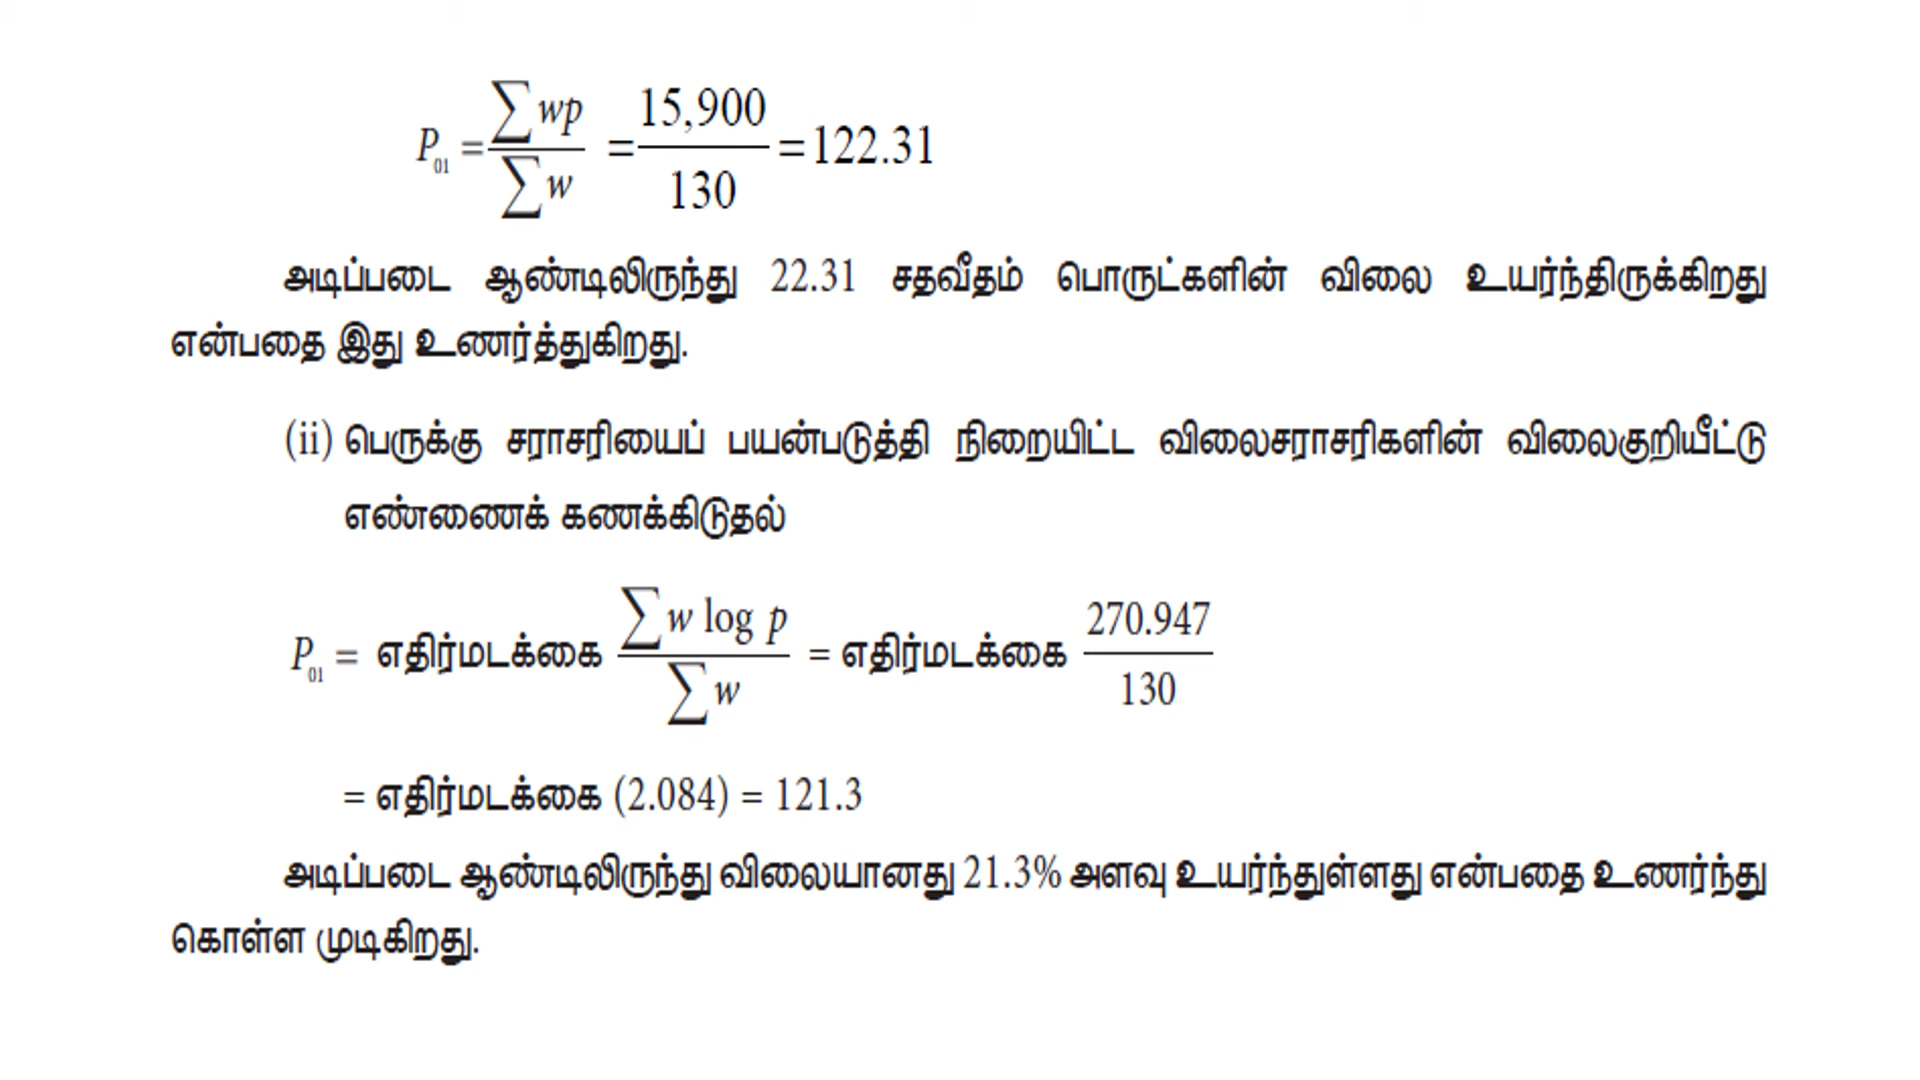 P₀₁ = ∑wp / ∑w = 15,900 / 130 = 122.31
அடிப்படை ஆண்டிலிருந்து 22.31 சதவீதம் பொருட்களின் விலை உயர்ந்திருக்கிறது
என்பதை இது உணர்த்துகிறது.
(ii) பெருக்கு சராசரியைப் பயன்படுத்தி நிறையிட்ட விலைசராசரிகளின் விலைகுறியீட்டு
எண்ணைக் கணக்கிடுதல்
P₀₁ = எதிர்மடக்கை ∑w log p / ∑w = எதிர்மடக்கை 270.947 / 130
= எதிர்மடக்கை (2.084) = 121.3
அடிப்படை ஆண்டிலிருந்து விலையானது 21.3% அளவு உயர்ந்துள்ளது என்பதை உணர்ந்து
கொள்ள முடிகிறது.